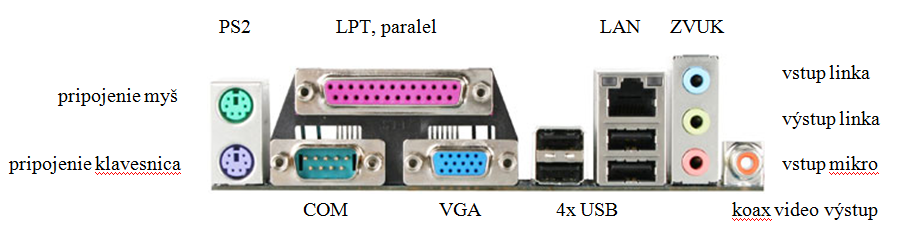 PS2 LPT, paralel LAN ZVUK
vstup linka
pripojenie myš
výstup linka
pripojenie klavesnica
vstup mikro
COM VGA 4x USB koax video výstup